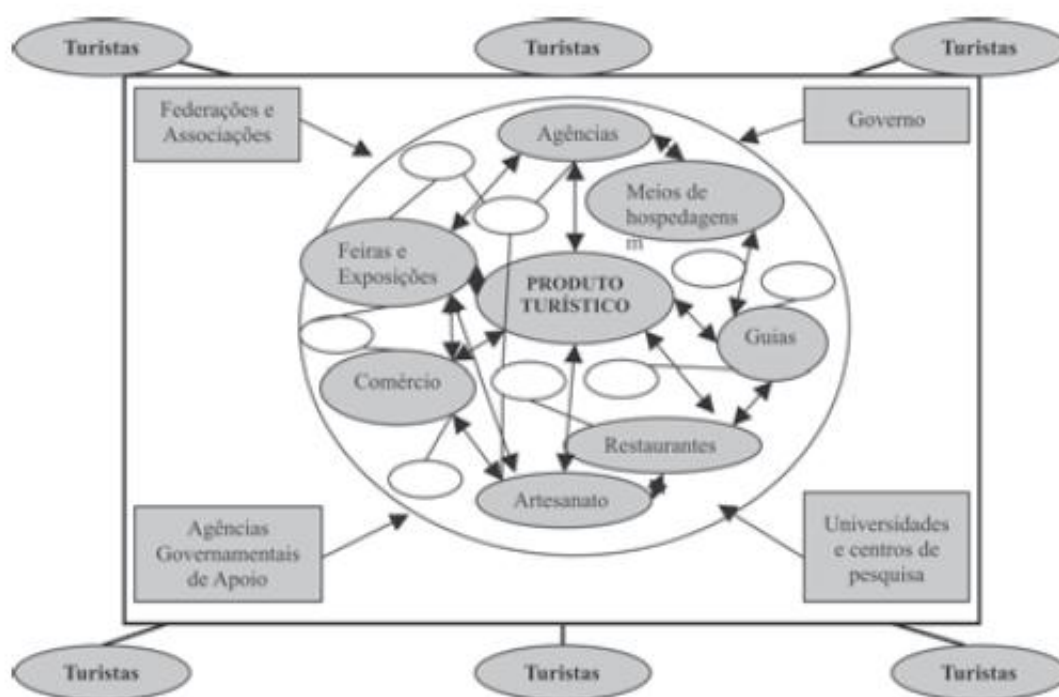 Turistas
Turistas
Turistas
Federações e
Associações
Governo
Agências
Meios de
hospedagens
m
Feiras e
Exposições
PRODUTO
TURÍSTICO
Guias
Comércio
Restaurantes
Artesanato
Agências
Governamentais
de Apoio
Universidades
e centros de
pesquisa
Turistas
Turistas
Turistas